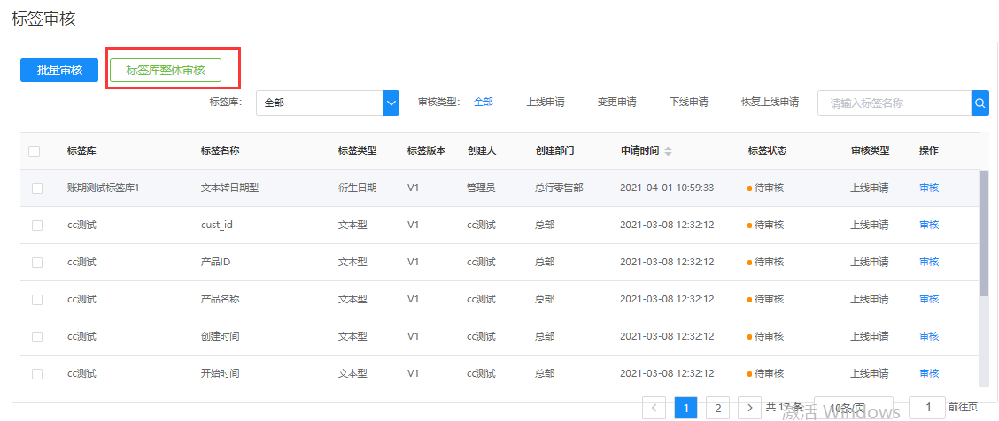 标签审核
批量审核 标签库整体审核
标签库: 全部 审核类型: 全部 上线申请 变更申请 下线申请 恢复上线申请 请输入标签名称
标签库 标签名称 标签类型 标签版本 创建人 创建部门 申请时间 标签状态 审核类型 操作
账期测试标签库1 文本转日期型 衍生日期 V1 管理员 总行零售部 2021-04-01 10:59:33 待审核 上线申请 审核
cc测试 cust_id 文本型 V1 cc测试 总部 2021-03-08 12:32:12 待审核 上线申请 审核
cc测试 产品ID 文本型 V1 cc测试 总部 2021-03-08 12:32:12 待审核 上线申请 审核
cc测试 产品名称 文本型 V1 cc测试 总部 2021-03-08 12:32:12 待审核 上线申请 审核
cc测试 创建时间 文本型 V1 cc测试 总部 2021-03-08 12:32:12 待审核 上线申请 审核
cc测试 开始时间 文本型 V1 cc测试 总部 2021-03-08 12:32:12 待审核 上线申请 审核
1 2 共 17 条 10条/页 1 前往页
激活 Windows